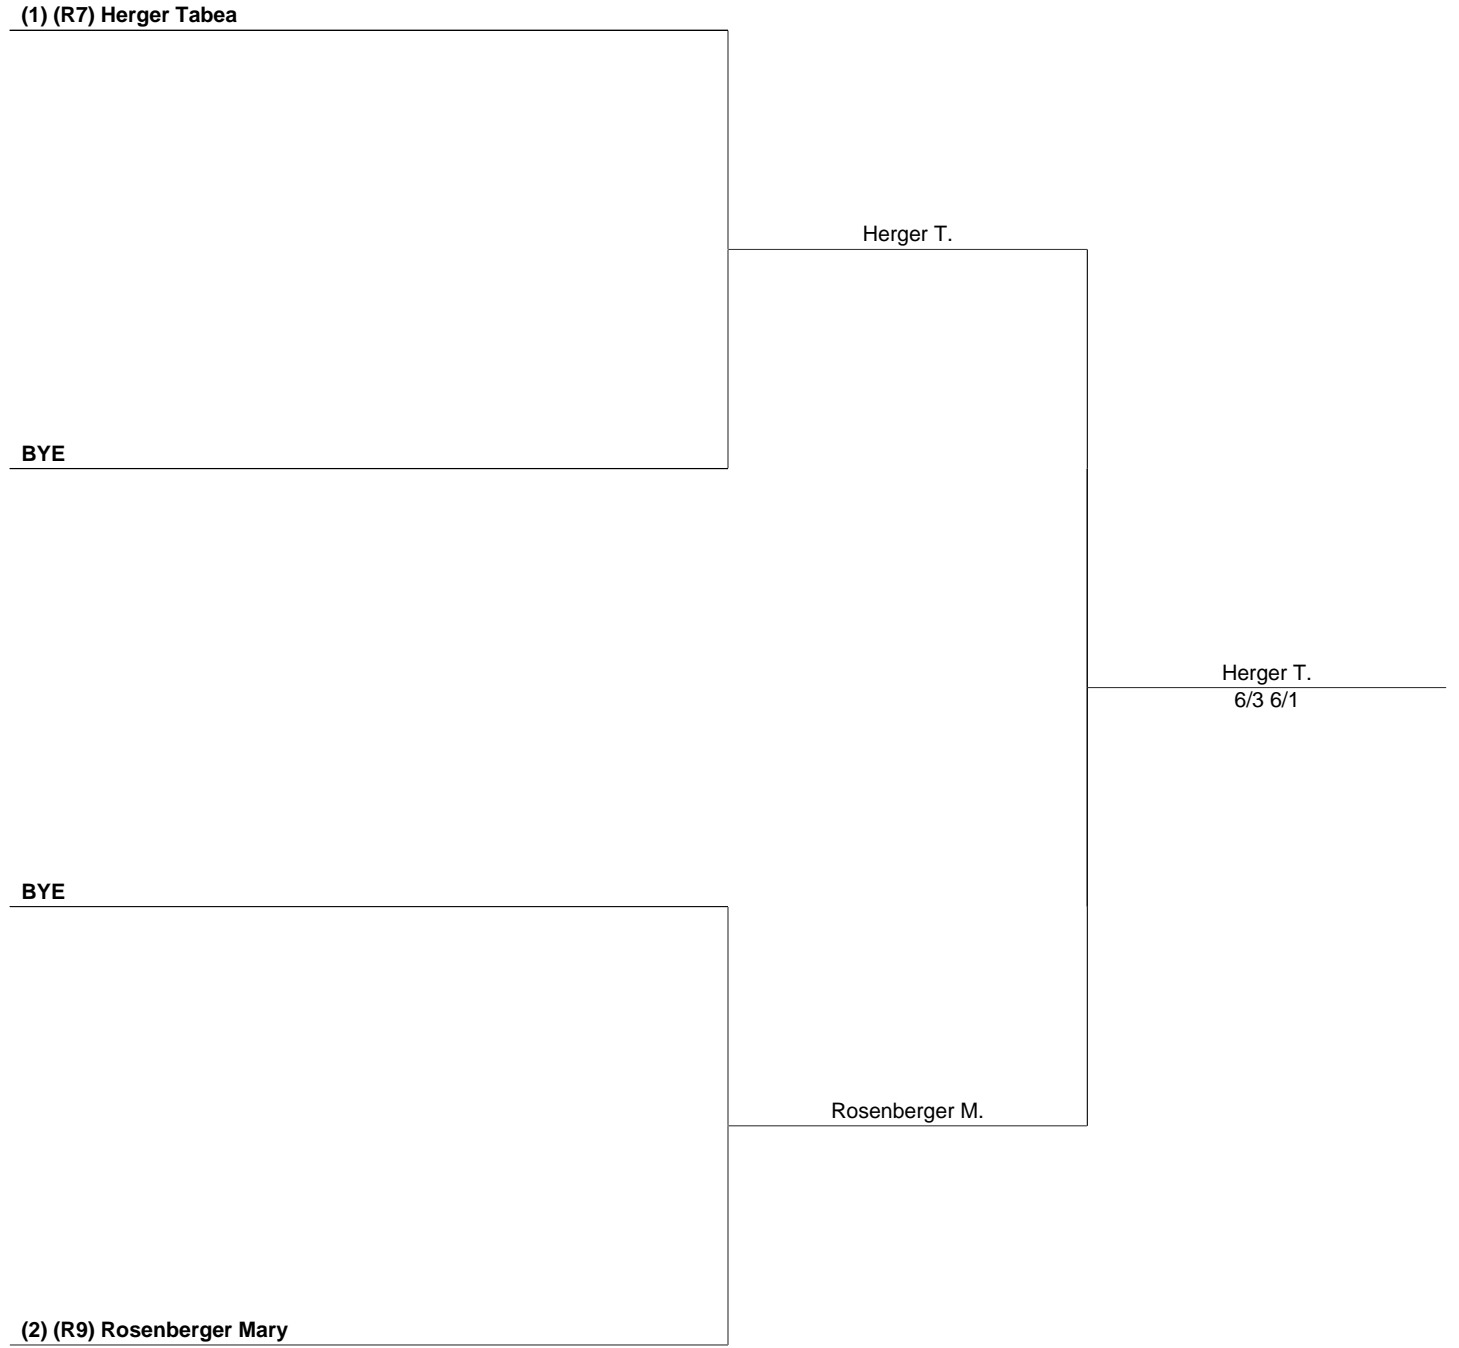 (1) (R7) Herger Tabea
Herger T.
BYE
Herger T.
6/3 6/1
BYE
Rosenberger M.
(2) (R9) Rosenberger Mary